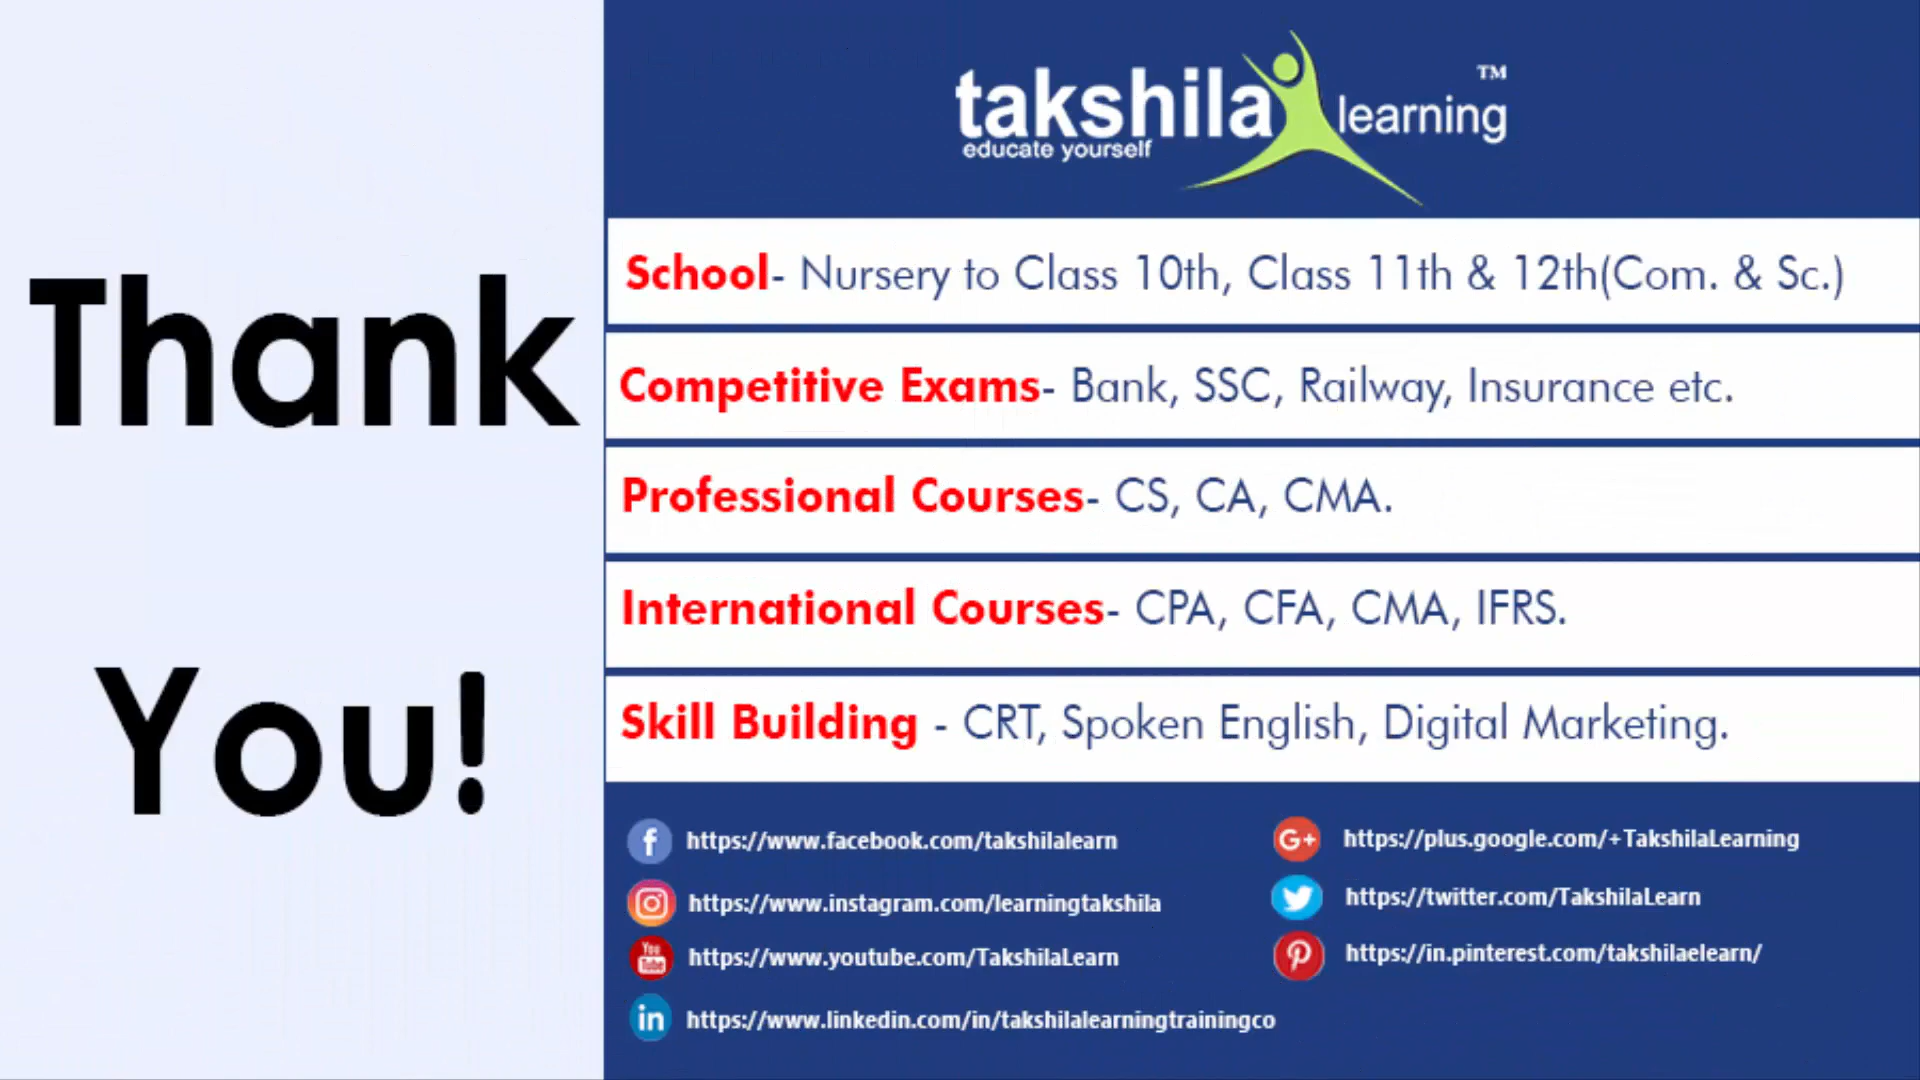 Thank
You!
takshila learning ™
educate yourself
School- Nursery to Class 10th, Class 11th & 12th(Com. & Sc.)
Competitive Exams- Bank, SSC, Railway, Insurance etc.
Professional Courses- CS, CA, CMA.
International Courses- CPA, CFA, CMA, IFRS.
Skill Building - CRT, Spoken English, Digital Marketing.
f https://www.facebook.com/takshilalearn
https://www.instagram.com/learningtakshila
You Tube https://www.youtube.com/TakshilaLearn
in https://www.linkedin.com/in/takshilalearningtrainingco
G+ https://plus.google.com/+TakshilaLearning
https://twitter.com/TakshilaLearn
https://in.pinterest.com/takshilaelearn/